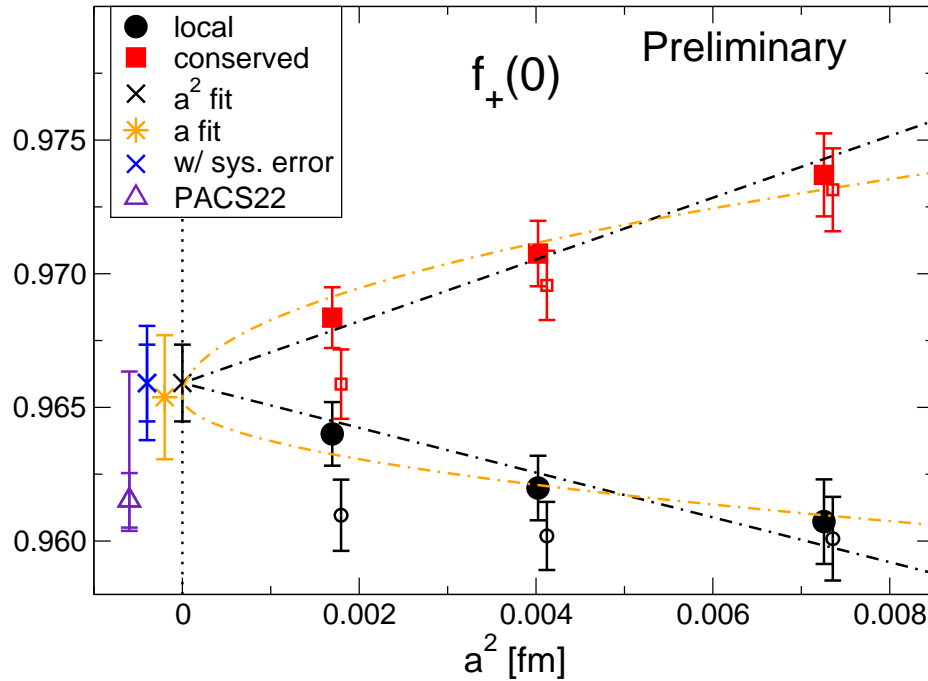 local
conserved
a² fit
a fit
w/ sys. error
PACS22
Preliminary
f₊(0)
0.975
0.970
0.965
0.960
0
0.002
0.004
0.006
0.008
a² [fm]